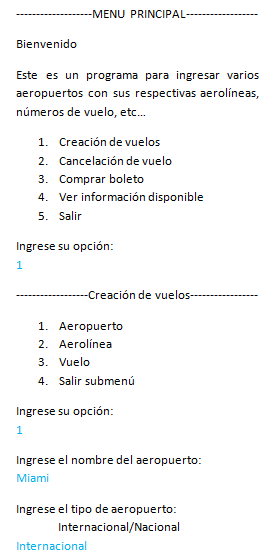 -------------------MENU PRINCIPAL------------------
Bienvenido
Este es un programa para ingresar varios
aeropuertos con sus respectivas aerolíneas,
números de vuelo, etc...
1. Creación de vuelos
2. Cancelación de vuelo
3. Comprar boleto
4. Ver información disponible
5. Salir
Ingrese su opción:
1
------------------Creación de vuelos-----------------
1. Aeropuerto
2. Aerolínea
3. Vuelo
4. Salir submenú
Ingrese su opción:
1
Ingrese el nombre del aeropuerto:
Miami
Ingrese el tipo de aeropuerto:
Internacional/Nacional
Internacional